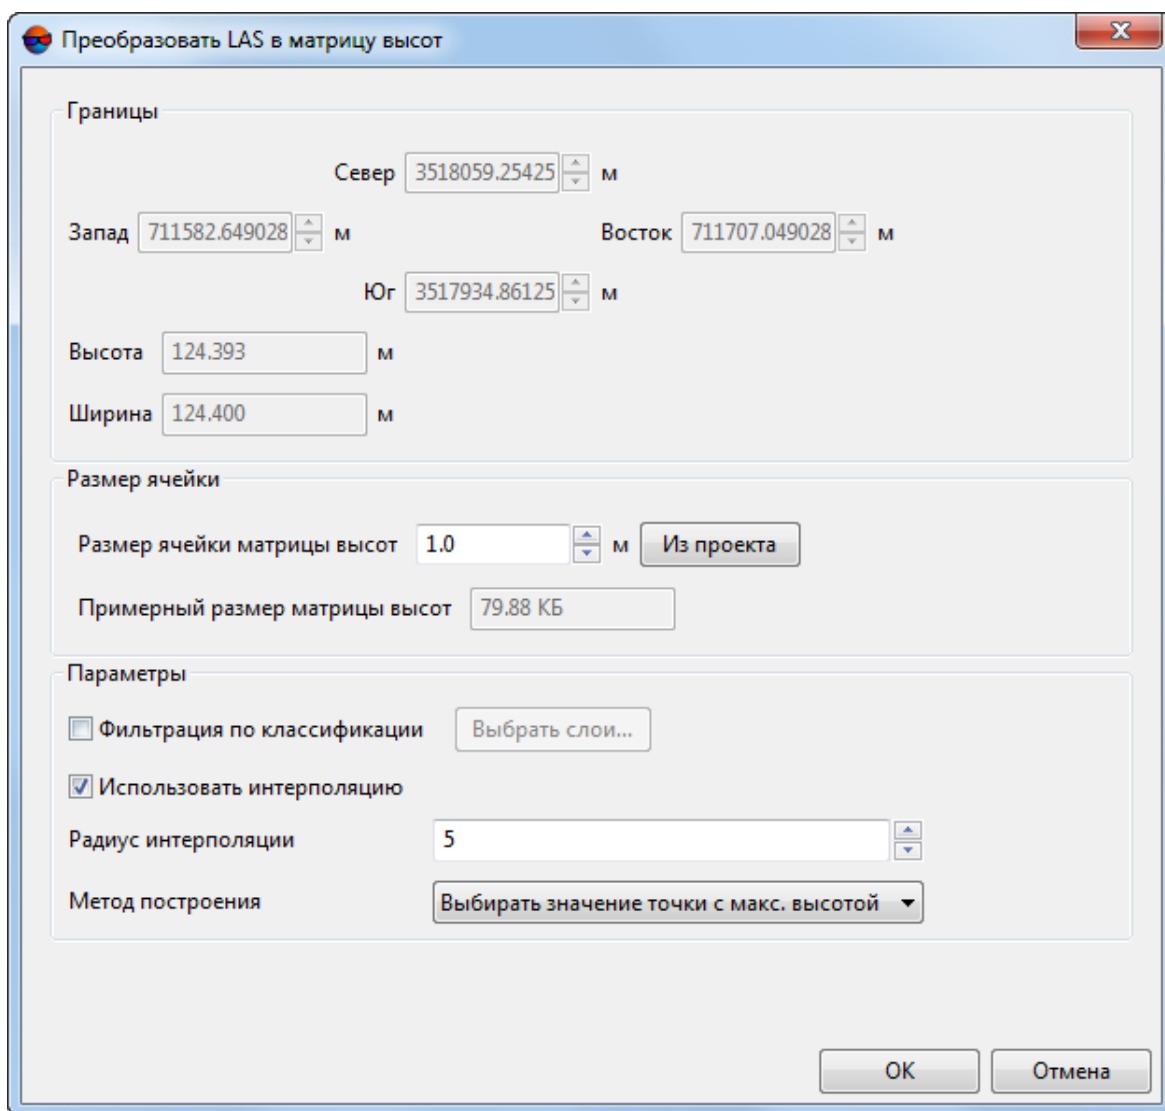 Преобразовать LAS в матрицу высот
Границы
Север 3518059.25425 м
Запад 711582.649028 м Восток 711707.049028 м
Юг 3517934.86125 м
Высота 124.393 м
Ширина 124.400 м
Размер ячейки
Размер ячейки матрицы высот 1.0 м Из проекта
Примерный размер матрицы высот 79.88 КБ
Параметры
Фильтрация по классификации Выбрать слои...
Использовать интерполяцию
Радиус интерполяции 5
Метод построения Выбирать значение точки с макс. высотой
OK Отмена